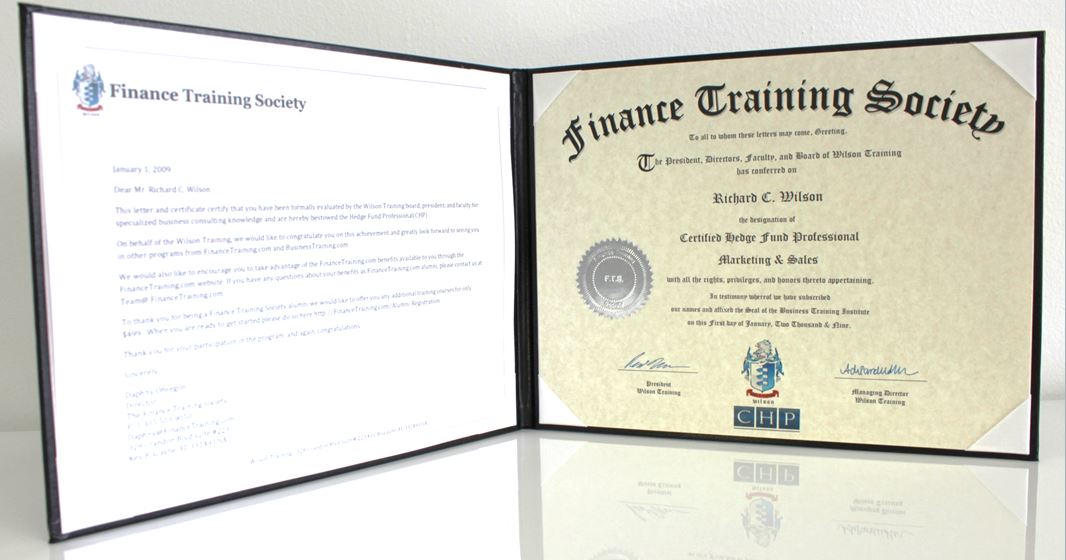 Finance Training Society
January 1, 2009
Dear Mr. Richard C. Wilson
This letter and certificate certify that you have been formally evaluated by the Wilson Training board, president, and faculty for
specialized business consulting knowledge and are hereby bestowed the Hedge Fund Professional(CHP)
On behalf of the Wilson Training, we would like to congratulate you on this achievement and greatly look forward to seeing you
in other programs from FinanceTraining.com and BusinessTraining.com
We would also like to encourage you to take advantage of the FinanceTraining.com benefits available to you through the
FinanceTraining.com website. If you have any questions about your benefits as FinanceTraining.com alumni, please contact us at
Team@ FinanceTraining.com
To thank you for being a Finance Training Society alumni we would like to offer you any additional training courses for only
When you are ready to get started please do so here http://FinanceTraining.com/Alumni-Registration
Thank you for your participation in the program and again, congratulations.
Sincerely,
Director
The Finance Training Society
Finance Training Society
To all to whom these letters may come, Greeting.
The President, Directors, Faculty, and Board of Wilson Training
has conferred on
Richard C. Wilson
the designation of
Certified Hedge Fund Professional
Marketing & Sales
with all the rights, privileges, and honors thereto appertaining.
In testimony whereof we have subscribed
our names and affixed the Seal of the Business Training Institute
on this First day of January, Two Thousand & Nine.
F.T.S.
President
Wilson Training
wilson
CHP
Managing Director
Wilson Training